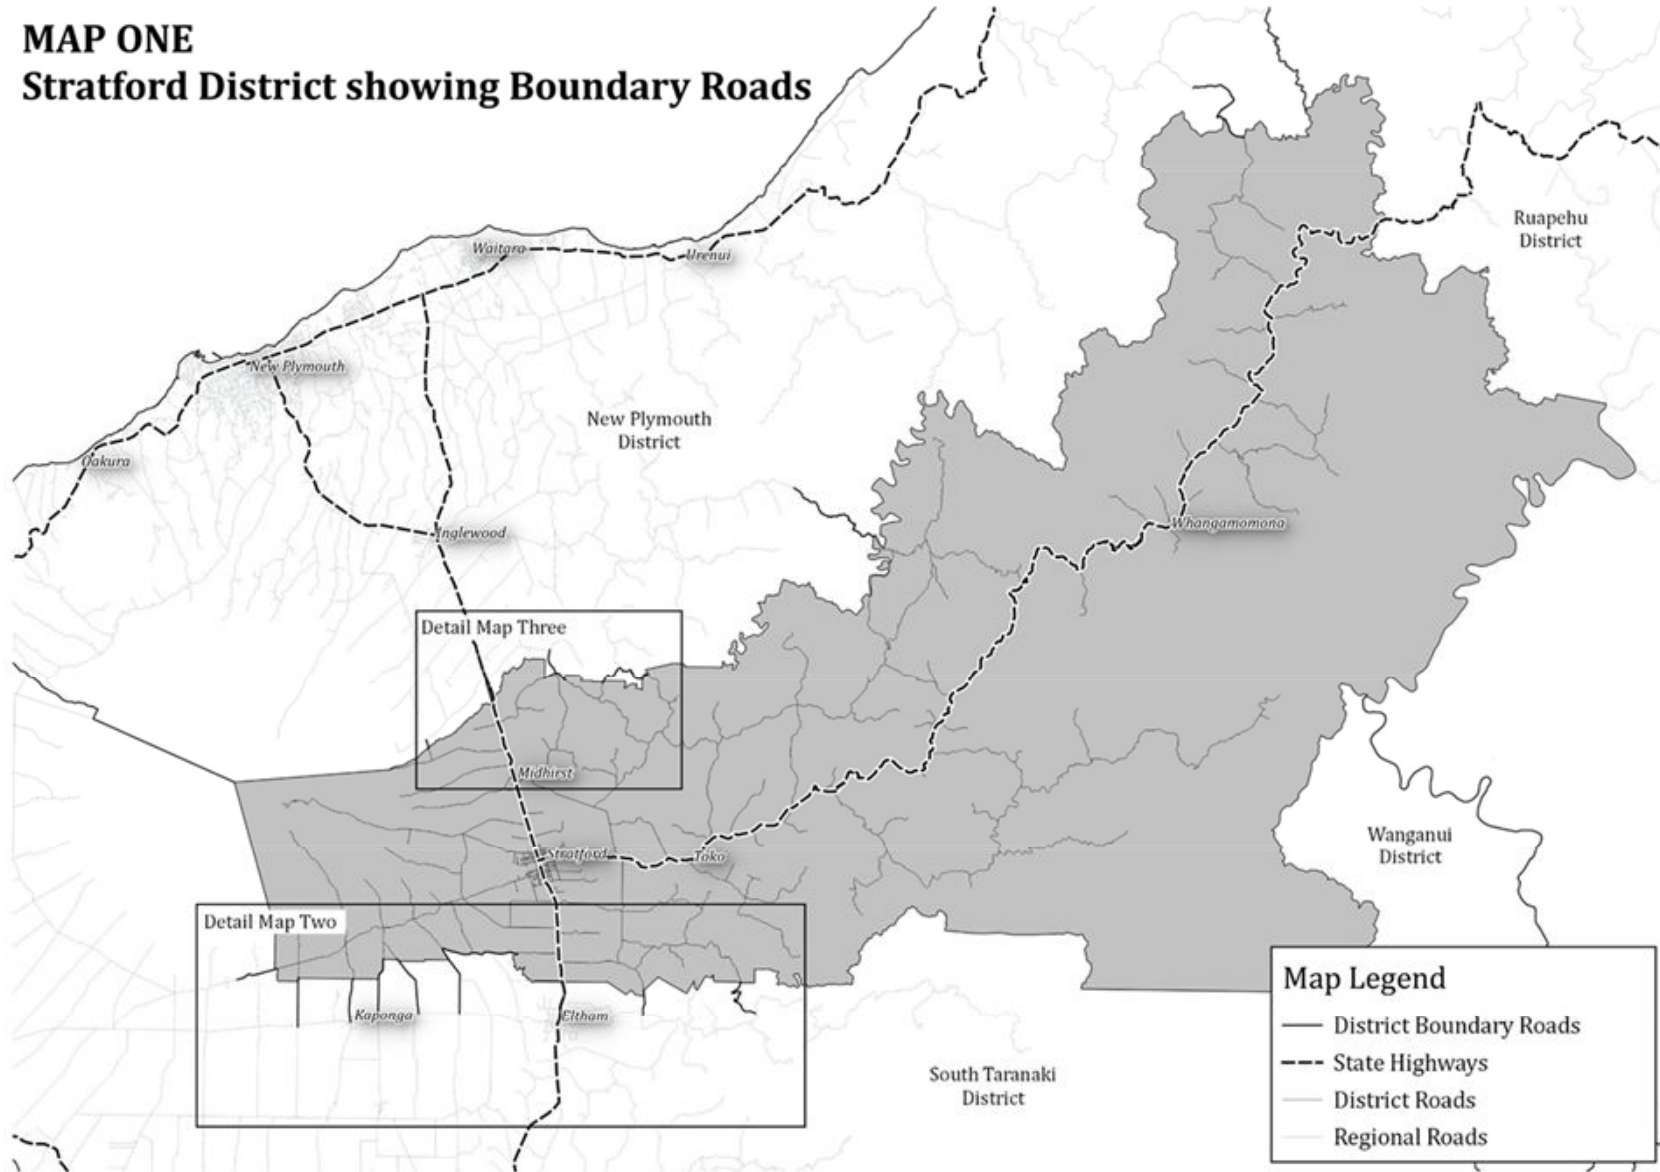 MAP ONE
Stratford District showing Boundary Roads
Ruapehu
District
Waitara
Urenui
New Plymouth
New Plymouth
District
Oakura
Inglewood
Whangamomona
Detail Map Three
Midhirst
Wanganui
District
Stratford
Toko
Detail Map Two
Kaponga
Eltham
South Taranaki
District
Map Legend
District Boundary Roads
State Highways
District Roads
Regional Roads